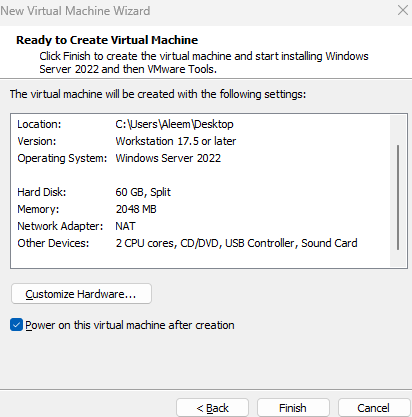 New Virtual Machine Wizard
Ready to Create Virtual Machine
Click Finish to create the virtual machine and start installing Windows
Server 2022 and then VMware Tools.
The virtual machine will be created with the following settings:
Location: C:\Users\Aleem\Desktop
Version: Workstation 17.5 or later
Operating System: Windows Server 2022
Hard Disk: 60 GB, Split
Memory: 2048 MB
Network Adapter: NAT
Other Devices: 2 CPU cores, CD/DVD, USB Controller, Sound Card
Customize Hardware...
Power on this virtual machine after creation
< Back Finish Cancel